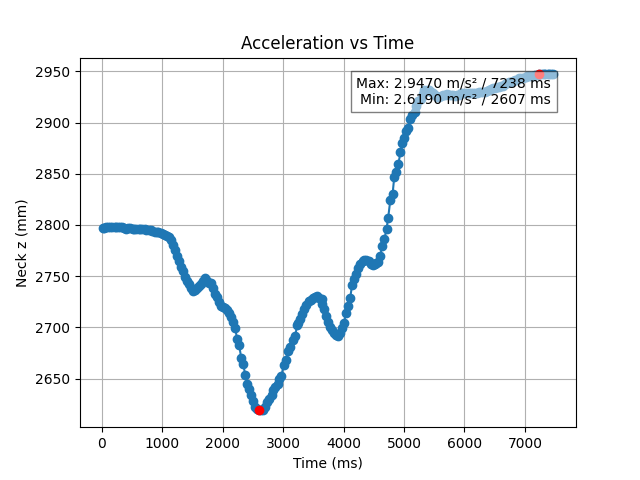 Acceleration vs Time
Max: 2.9470 m/s² / 7238 ms
Min: 2.6190 m/s² / 2607 ms
Neck z (mm)
2950
2900
2850
2800
2750
2700
2650
0 1000 2000 3000 4000 5000 6000 7000
Time (ms)